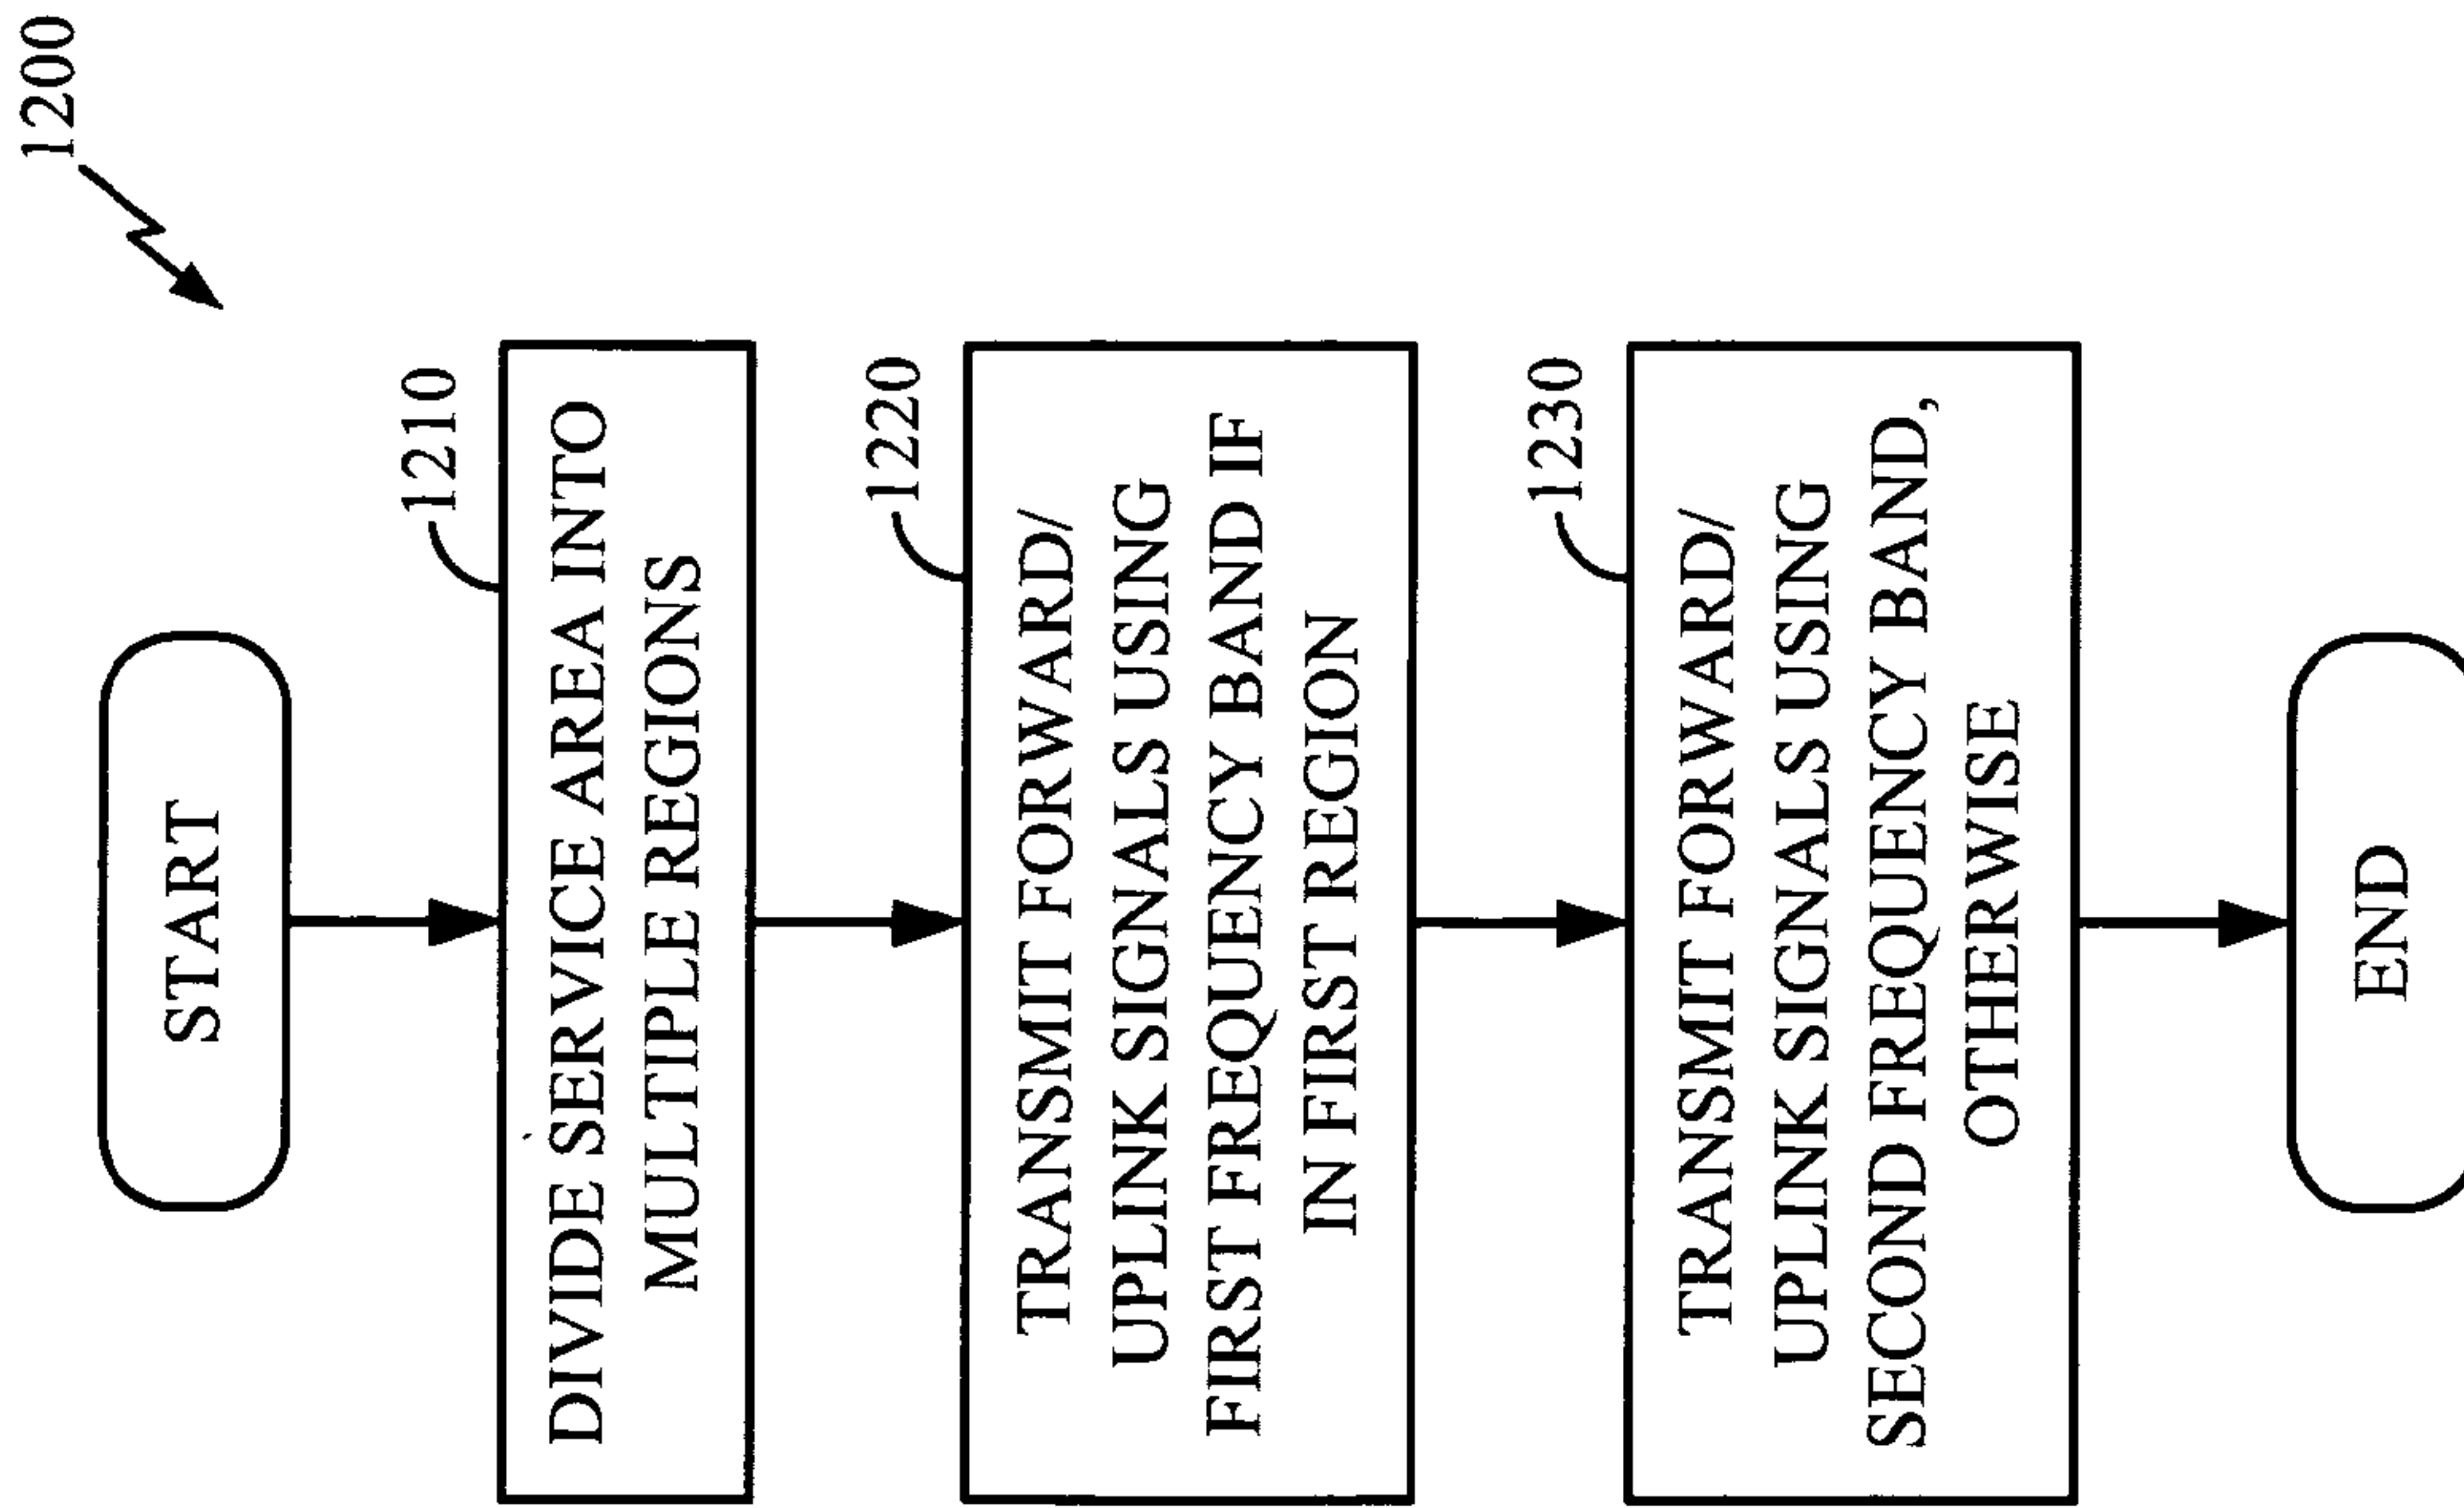 1200
START
1210
DIVIDE SERVICE AREA INTO
MULTIPLE REGIONS
1220
TRANSMIT FORWARD/
UPLINK SIGNALS USING
FIRST FREQUENCY BAND IF
IN FIRST REGION
1230
TRANSMIT FORWARD/
UPLINK SIGNALS USING
SECOND FREQUENCY BAND,
OTHERWISE
END